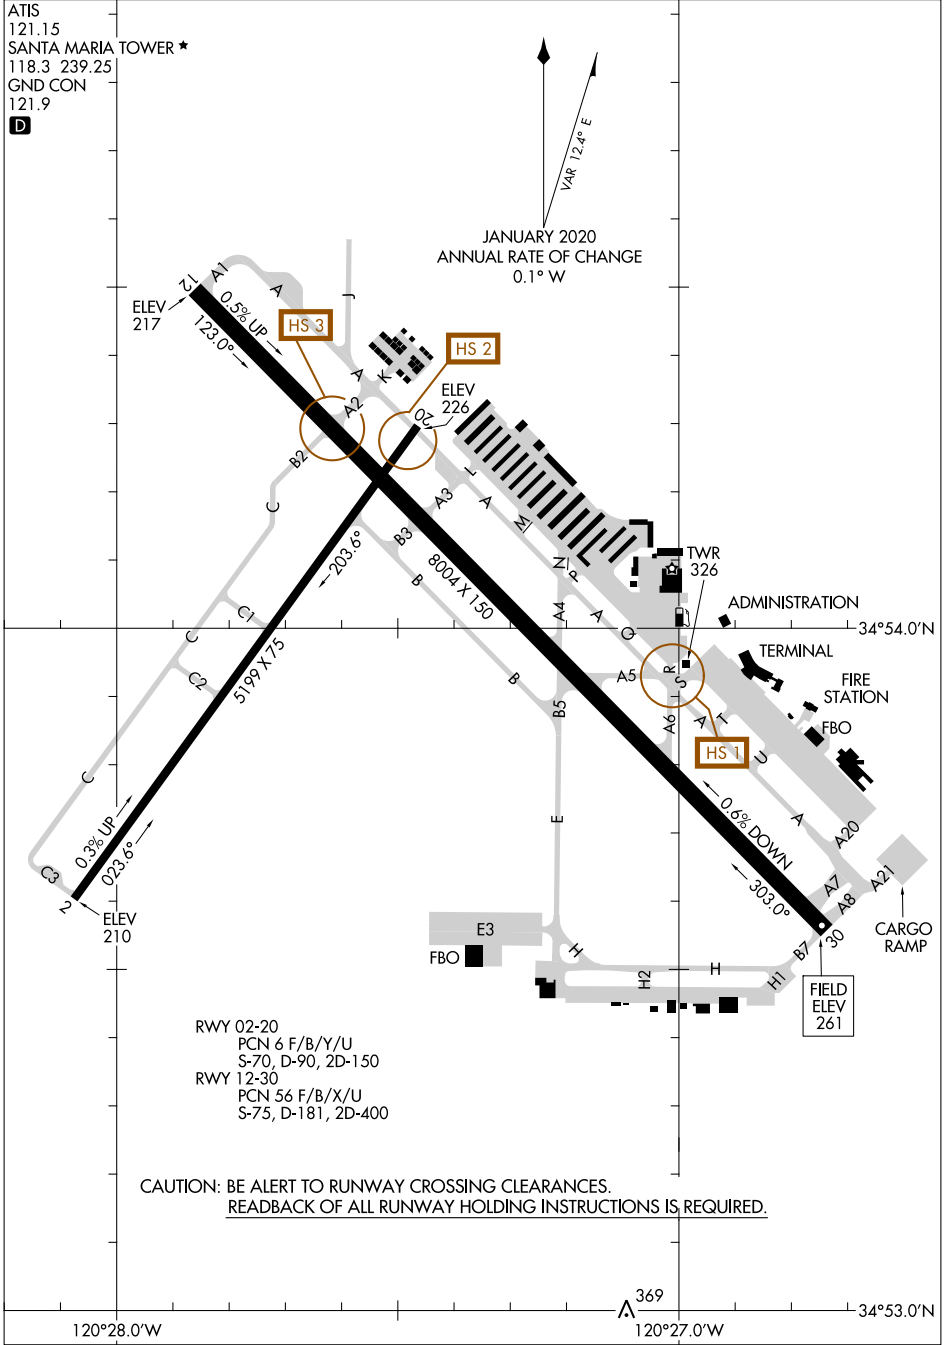 ATIS
121.15
SANTA MARIA TOWER ★
118.3 239.25
GND CON
121.9
D
VAR 12.4° E
JANUARY 2020
ANNUAL RATE OF CHANGE
0.1° W
A1
A
12
ELEV
217
0.5% UP
123.0°
J
HS 3
HS 2
A
K
A2
ELEV
226
20
B2
L
A3
A
C
B3
M
203.6°
8004 X 150
B
N
P
TWR
326
A4
A
ADMINISTRATION
C1
Q
34°54.0'N
C
5199 X 75
TERMINAL
A5
R
S
FIRE
STATION
C2
B
B5
A6
A
T
FBO
HS 1
U
C
0.6% DOWN
E
A
A20
0.3% UP
023.6°
C3
303.0°
A7
A21
A8
2
ELEV
210
30
CARGO
RAMP
E3
FBO
H
B7
H2
H
H1
FIELD
ELEV
261
RWY 02-20
PCN 6 F/B/Y/U
S-70, D-90, 2D-150
RWY 12-30
PCN 56 F/B/X/U
S-75, D-181, 2D-400
CAUTION: BE ALERT TO RUNWAY CROSSING CLEARANCES.
READBACK OF ALL RUNWAY HOLDING INSTRUCTIONS IS REQUIRED.
369
34°53.0'N
120°28.0'W
120°27.0'W